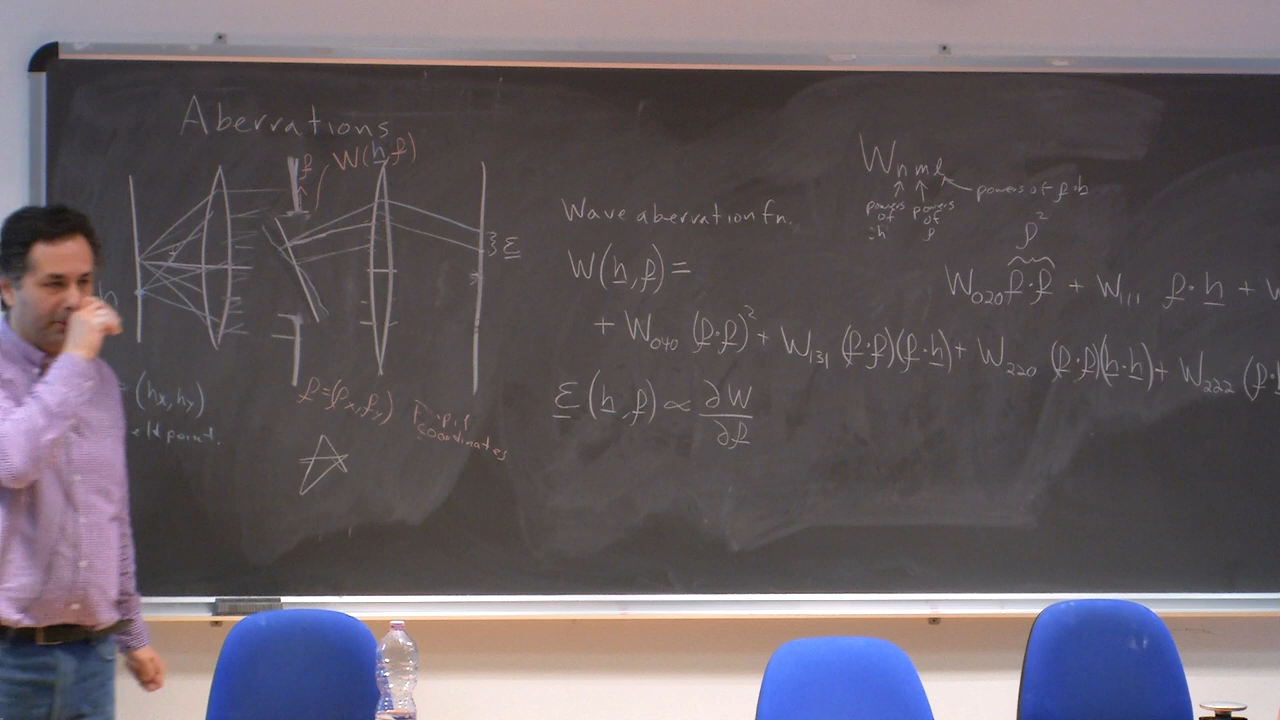 Aberrations
ρ W(h,ρ)
ε
h
= (hx, hy)
eld point.
ρ = (ρx, ρy)
Pupil
coordinates
Wave aberration fn.
W(h,ρ) =
W₀₂₀ ρ·ρ + W₁₁₁ ρ·h + W
+ W₀₄₀ (ρ·ρ)² + W₁₃₁ (ρ·ρ)(ρ·h) + W₂₂₀ (ρ·ρ)(h·h) + W₂₂₂ (ρ·h
ε(h,ρ) ∝ ∂W/∂ρ
Wnmℓ
powers of ρ·h
powers of h
powers of ρ
ρ²